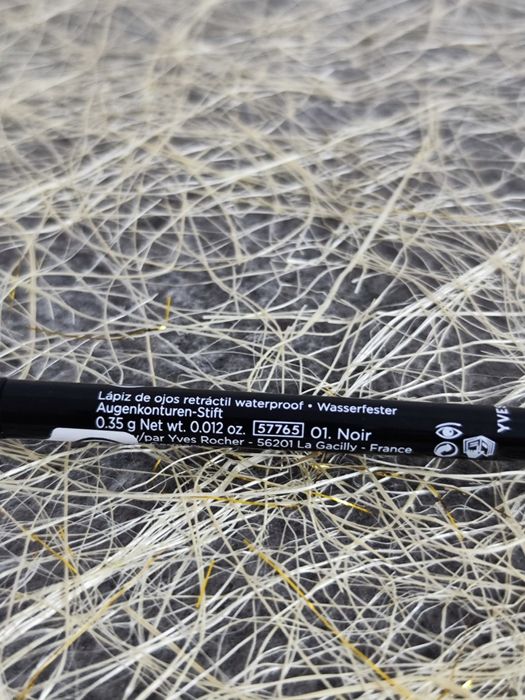 Lápiz de ojos retráctil waterproof • Wasserfester
Augenkonturen-Stift
0.35 g Net wt. 0.012 oz. 57765 01. Noir
/par Yves Rocher - 56201 La Gacilly - France
YVES